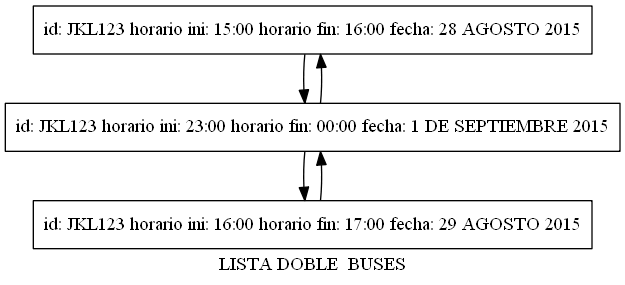 id: JKL123 horario ini: 15:00 horario fin: 16:00 fecha: 28 AGOSTO 2015
id: JKL123 horario ini: 23:00 horario fin: 00:00 fecha: 1 DE SEPTIEMBRE 2015
id: JKL123 horario ini: 16:00 horario fin: 17:00 fecha: 29 AGOSTO 2015
LISTA DOBLE  BUSES